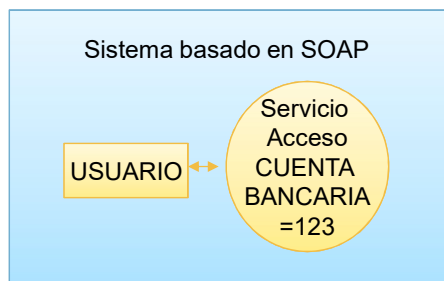 Sistema basado en SOAP
Servicio
Acceso
USUARIO
CUENTA
BANCARIA
=123